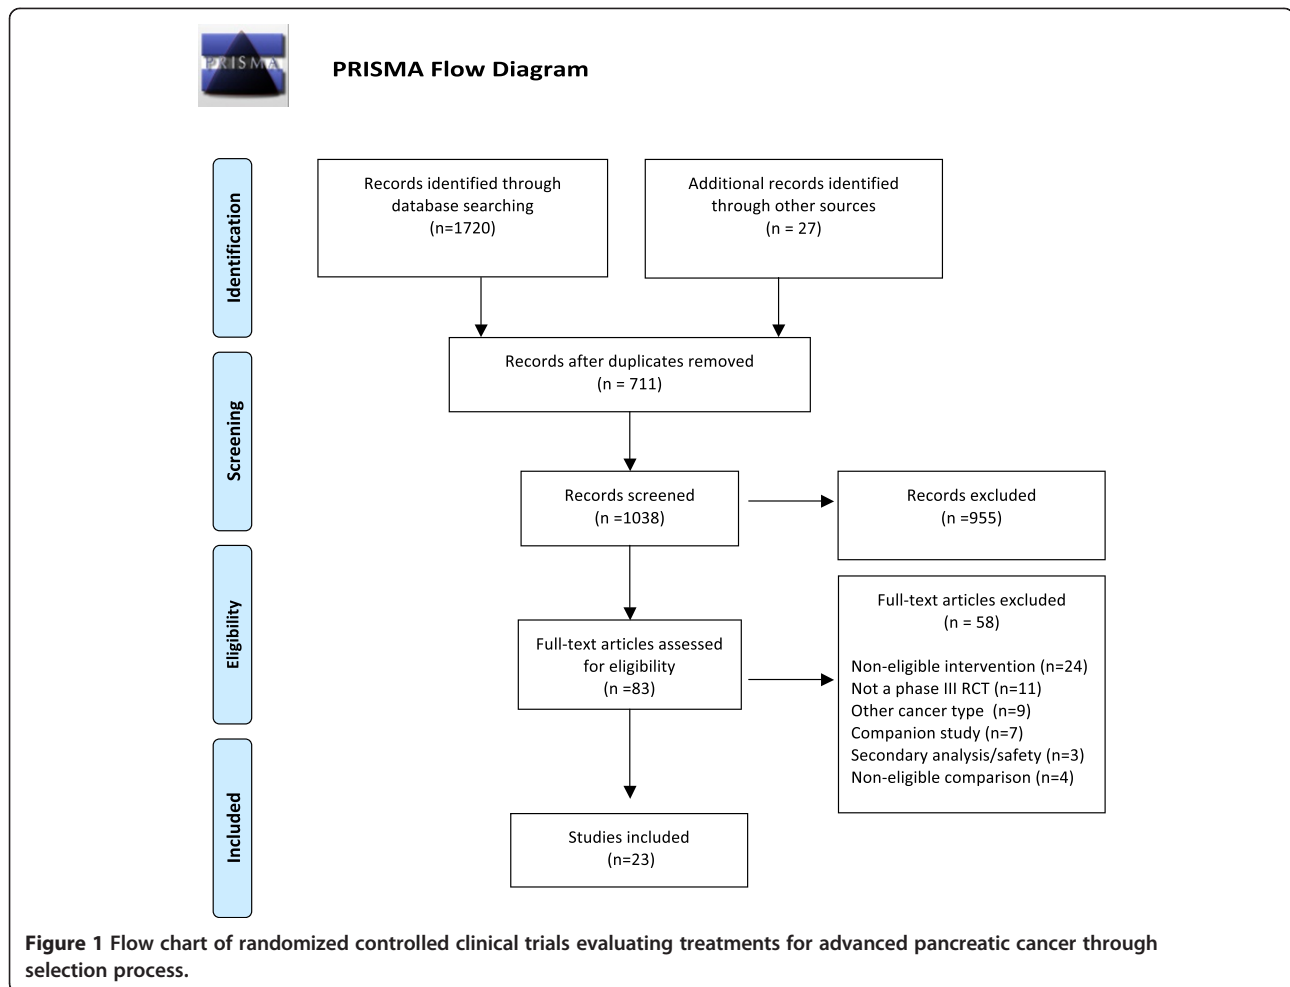 PRISMA
PRISMA Flow Diagram
Identification
Records identified through
database searching
(n=1720)
Additional records identified
through other sources
(n = 27)
Screening
Records after duplicates removed
(n = 711)
Records screened
(n =1038)
Records excluded
(n =955)
Eligibility
Full-text articles assessed
for eligibility
(n =83)
Full-text articles excluded
(n = 58)
Non-eligible intervention (n=24)
Not a phase III RCT (n=11)
Other cancer type (n=9)
Companion study (n=7)
Secondary analysis/safety (n=3)
Non-eligible comparison (n=4)
Included
Studies included
(n=23)
Figure 1 Flow chart of randomized controlled clinical trials evaluating treatments for advanced pancreatic cancer through
selection process.